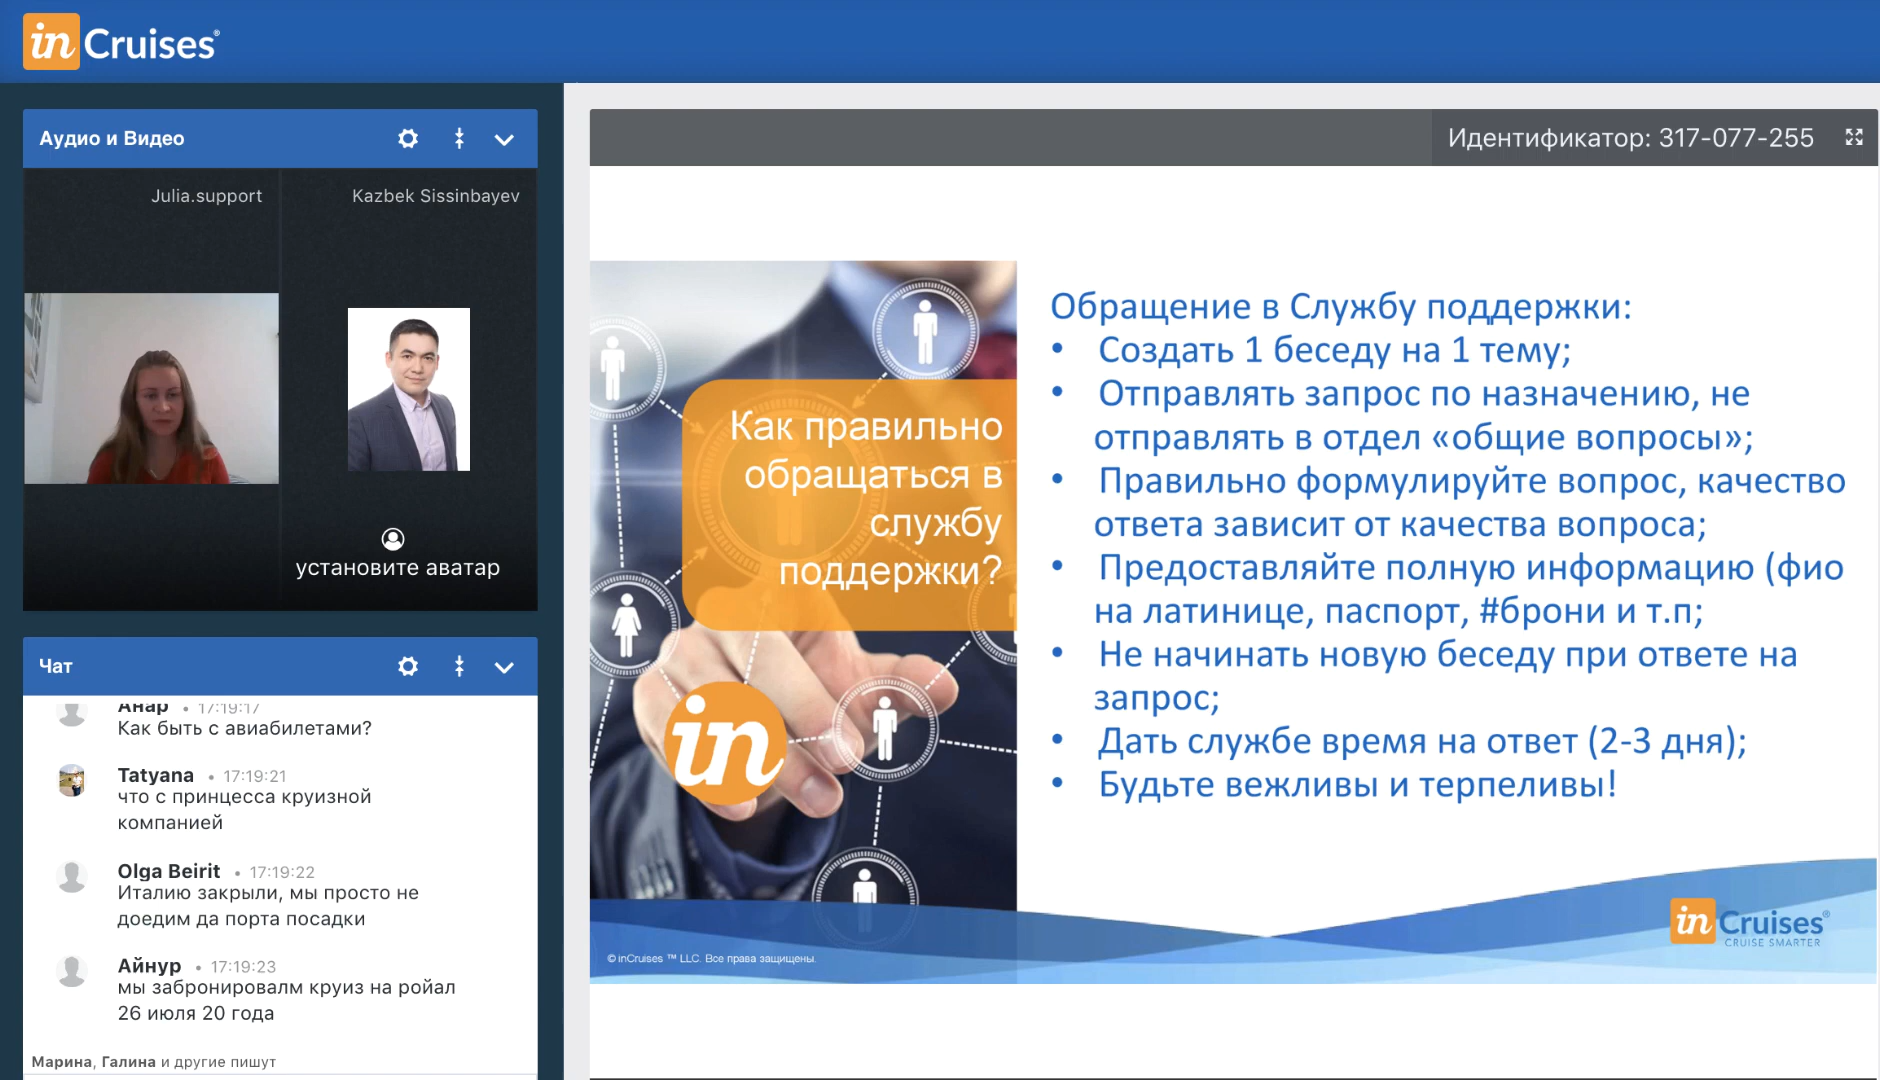 in Cruises®
Аудио и Видео
Julia.support
Kazbek Sissinbayev
установите аватар
Чат
Анар • 17:19:17
Как быть с авиабилетами?
Tatyana • 17:19:21
что с принцесса круизной
компанией
Olga Beirit • 17:19:22
Италию закрыли, мы просто не
доедим да порта посадки
Айнур • 17:19:23
мы забронировалм круиз на ройал
26 июля 20 года
Марина, Галина и другие пишут
Идентификатор: 317-077-255
Как правильно
обращаться в
службу
поддержки?
in
Обращение в Службу поддержки:
• Создать 1 беседу на 1 тему;
• Отправлять запрос по назначению, не
отправлять в отдел «общие вопросы»;
• Правильно формулируйте вопрос, качество
ответа зависит от качества вопроса;
• Предоставляйте полную информацию (фио
на латинице, паспорт, #брони и т.п;
• Не начинать новую беседу при ответе на
запрос;
• Дать службе время на ответ (2-3 дня);
• Будьте вежливы и терпеливы!
in Cruises®
CRUISE SMARTER
© inCruises ™ LLC. Все права защищены.